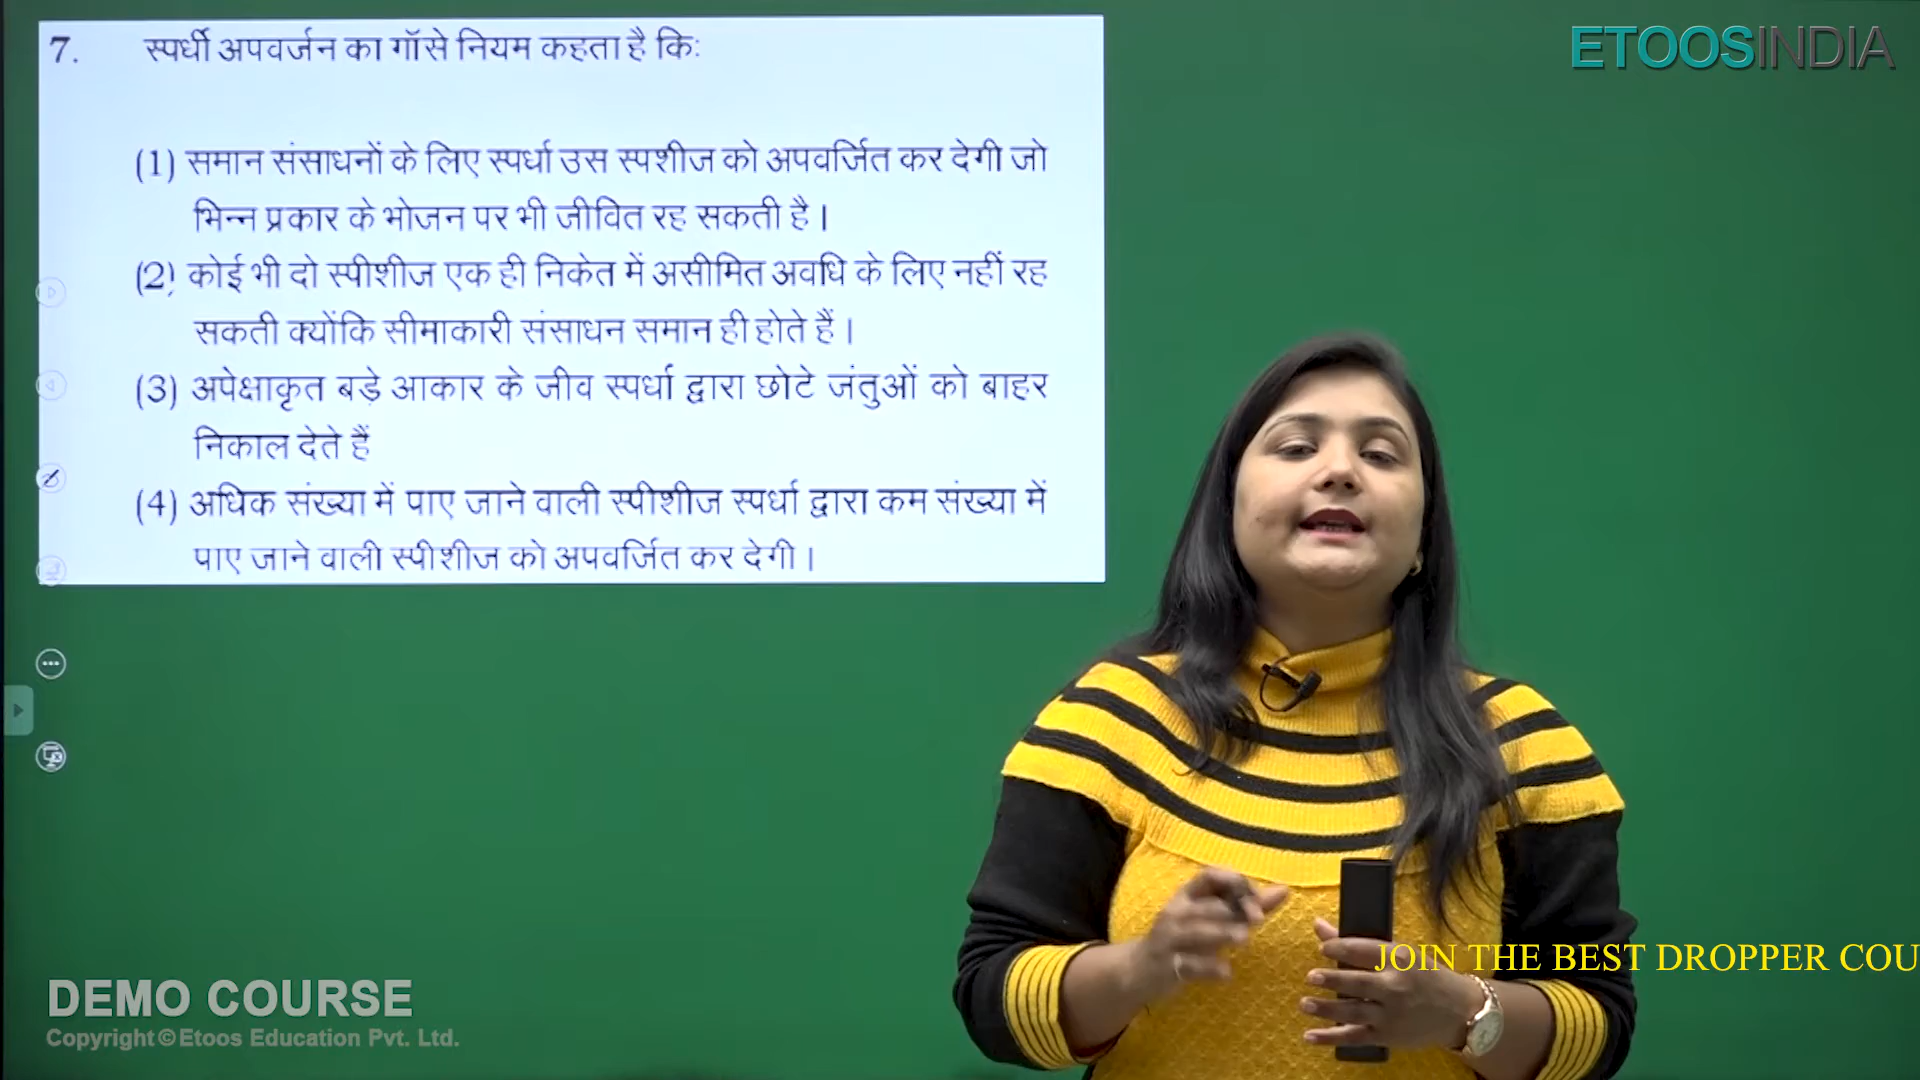 ETOOSINDIA
7. स्पर्धी अपवर्जन का गॉसे नियम कहता है कि:
(1) समान संसाधनों के लिए स्पर्धा उस स्पशीज को अपवर्जित कर देगी जो
भिन्न प्रकार के भोजन पर भी जीवित रह सकती है।
(2) कोई भी दो स्पीशीज एक ही निकेत में असीमित अवधि के लिए नहीं रह
सकती क्योंकि सीमाकारी संसाधन समान ही होते हैं।
(3) अपेक्षाकृत बड़े आकार के जीव स्पर्धा द्वारा छोटे जंतुओं को बाहर
निकाल देते हैं
(4) अधिक संख्या में पाए जाने वाली स्पीशीज स्पर्धा द्वारा कम संख्या में
पाए जाने वाली स्पीशीज को अपवर्जित कर देगी।
JOIN THE BEST DROPPER COU
DEMO COURSE
Copyright © Etoos Education Pvt. Ltd.